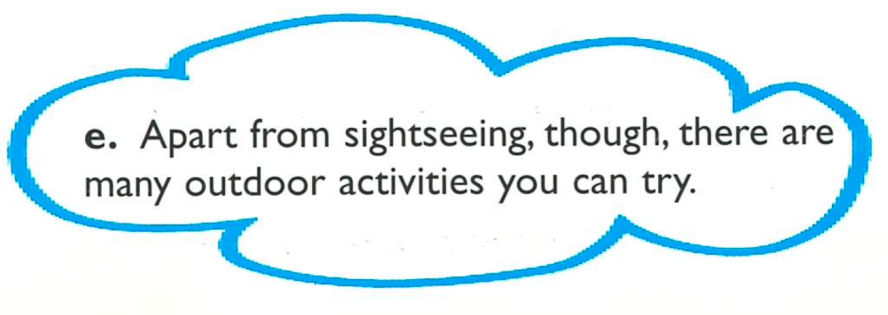 e. Apart from sightseeing, though, there are
many outdoor activities you can try.